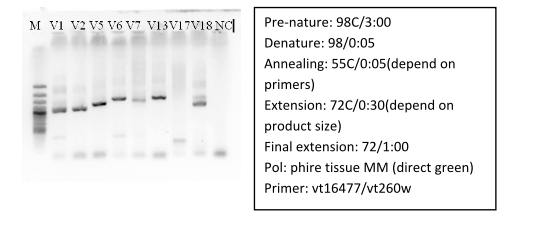 M V1 V2 V5 V6 V7 V13 V17 V18 NC
Pre-nature: 98C/3:00
Denature: 98/0:05
Annealing: 55C/0:05(depend on
primers)
Extension: 72C/0:30(depend on
product size)
Final extension: 72/1:00
Pol: phire tissue MM (direct green)
Primer: vt16477/vt260w